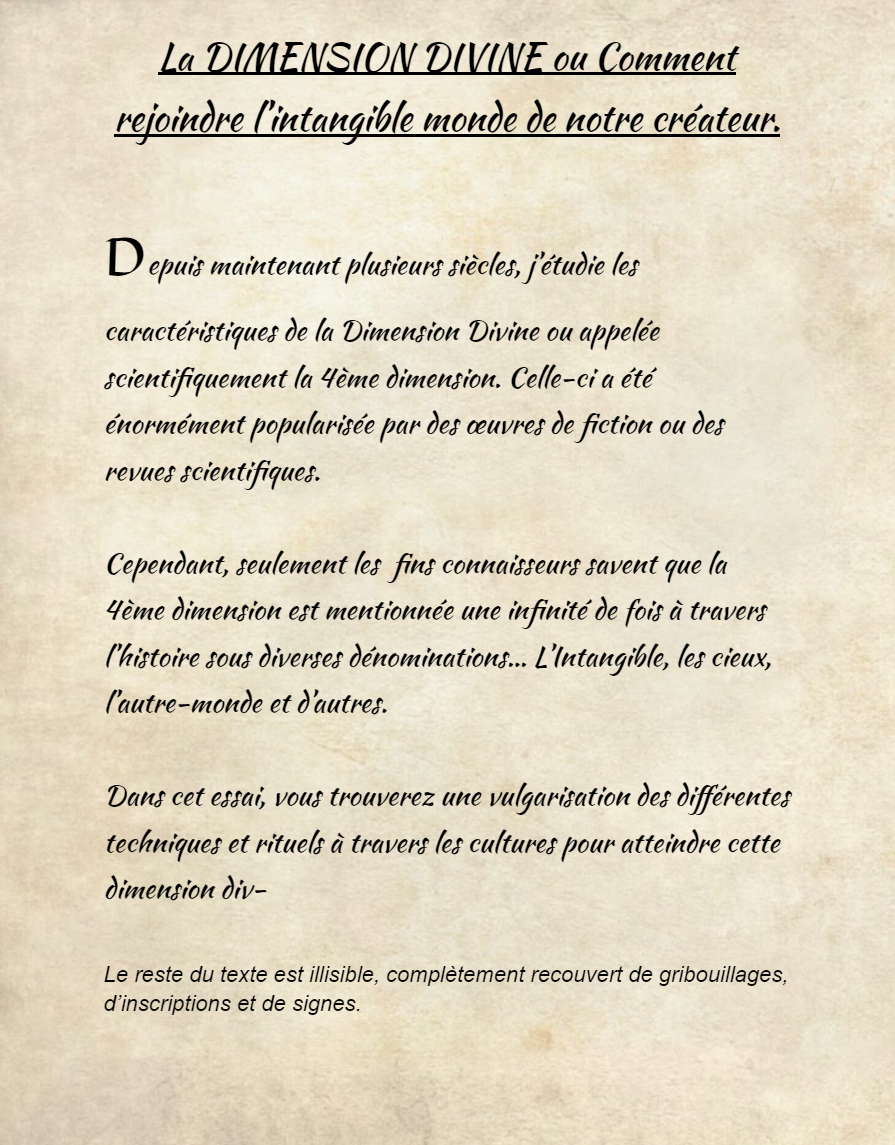 La DIMENSION DIVINE ou Comment
rejoindre l'intangible monde de notre créateur.
Depuis maintenant plusieurs siècles, j'étudie les
caractéristiques de la Dimension Divine ou appelée
scientifiquement la 4ème dimension. Celle-ci a été
énormément popularisée par des œuvres de fiction ou des
revues scientifiques.
Cependant, seulement les fins connaisseurs savent que la
4ème dimension est mentionnée une infinité de fois à travers
l'histoire sous diverses dénominations... L'Intangible, les cieux,
l'autre-monde et d'autres.
Dans cet essai, vous trouverez une vulgarisation des différentes
techniques et rituels à travers les cultures pour atteindre cette
dimension div-
Le reste du texte est illisible, complètement recouvert de gribouillages,
d'inscriptions et de signes.